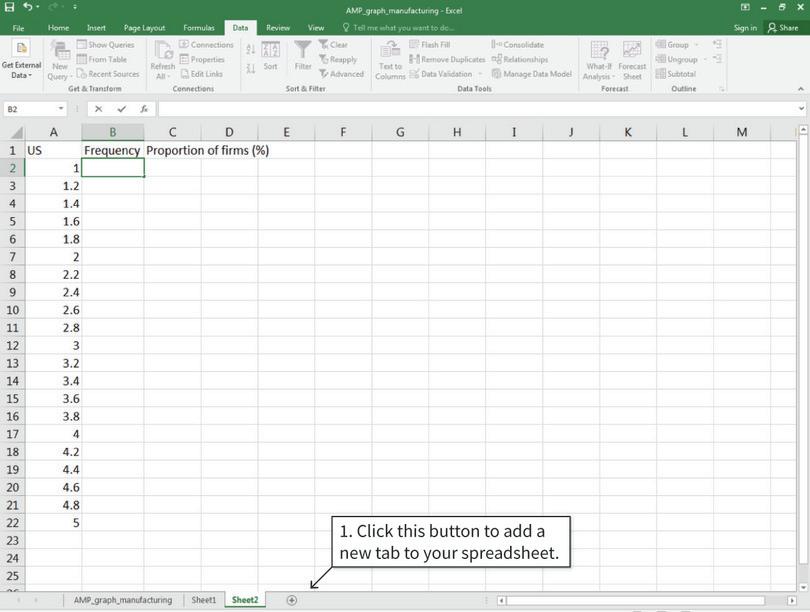 AMP_graph_manufacturing - Excel
File Home Insert Page Layout Formulas Data Review View Tell me what you want to do... Sign in Share
Get External Data
New Query
Show Queries
From Table
Recent Sources
Get & Transform
Refresh All
Connections
Properties
Edit Links
Connections
Sort
Filter
Clear
Reapply
Advanced
Sort & Filter
Text to Columns
Flash Fill
Remove Duplicates
Data Validation
Consolidate
Relationships
Manage Data Model
Data Tools
What-If Analysis
Forecast Sheet
Forecast
Group
Ungroup
Subtotal
Outline
B2 fx
A B C D E F G H I J K L M
1 US Frequency Proportion of firms (%)
2 1
3 1.2
4 1.4
5 1.6
6 1.8
7 2
8 2.2
9 2.4
10 2.6
11 2.8
12 3
13 3.2
14 3.4
15 3.6
16 3.8
17 4
18 4.2
19 4.4
20 4.6
21 4.8
22 5
23
24
25
1. Click this button to add a
new tab to your spreadsheet.
AMP_graph_manufacturing Sheet1 Sheet2